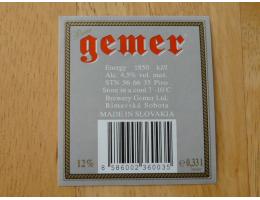 gemer
Energy 1850 kJ/l
Alc. 4,5% vol. min.
STN 56 66 35 Pivo
Store in a cool 7 -10 C
Brewery Gemer Ltd.
Rimavská Sobota
MADE IN SLOVAKIA
12%
8 586002 360035
℮ 0,33 l